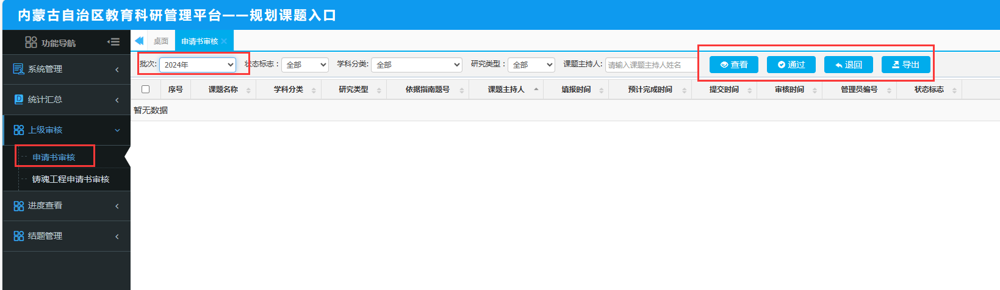 内蒙古自治区教育科研管理平台——规划课题入口
功能导航
桌面 申请书审核
批次: 2024年 状态标志: 全部 学科分类: 全部 研究类型: 全部 课题主持人: 请输入课题主持人姓名 查看 通过 退回 导出
系统管理
序号 课题名称 学科分类 研究类型 依据指南题号 课题主持人 填报时间 预计完成时间 提交时间 审核时间 管理员编号 状态标志
统计汇总
暂无数据
上级审核
申请书审核
铸魂工程申请书审核
进度查看
结题管理